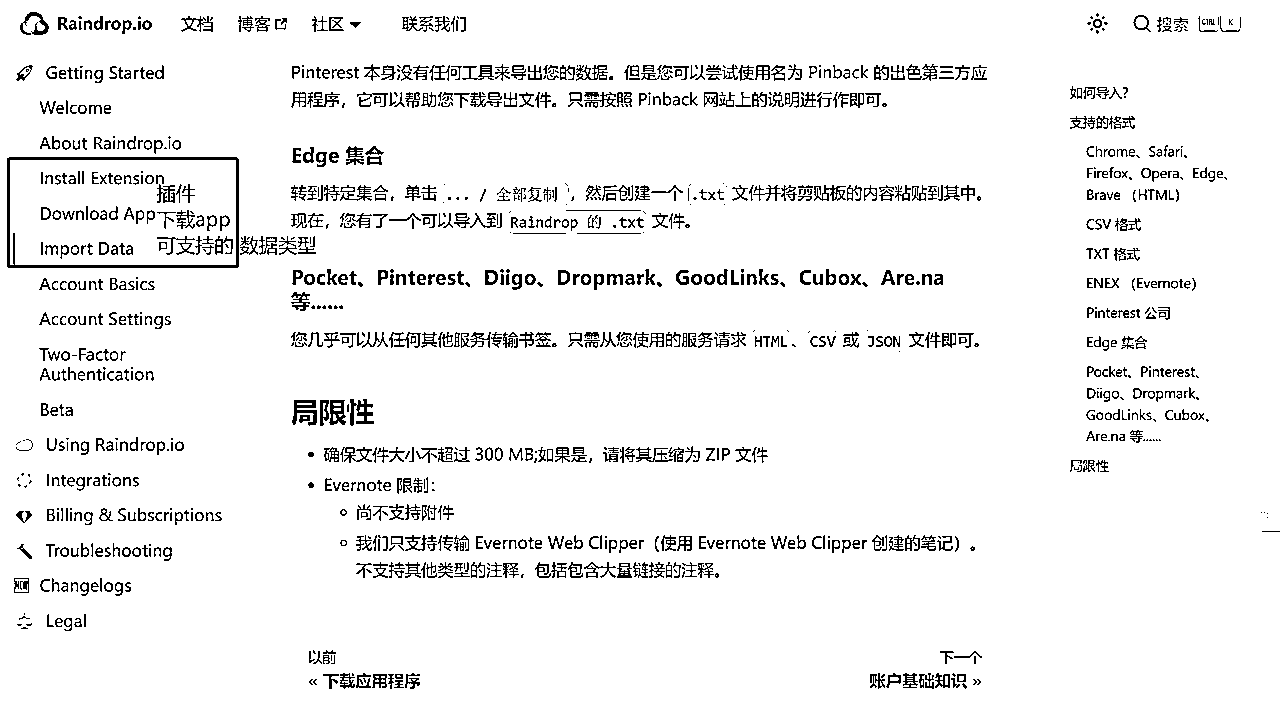 Raindrop.io 文档 博客 社区 联系我们 搜索 CTRL K
Getting Started
Welcome
About Raindrop.io
Install Extension
插件
Download App
下载app
Import Data
可支持的 数据类型
Account Basics
Account Settings
Two-Factor
Authentication
Beta
Using Raindrop.io
Integrations
Billing & Subscriptions
Troubleshooting
Changelogs
Legal
Pinterest 本身没有任何工具来导出您的数据。但是您可以尝试使用名为 Pinback 的出色第三方应
用程序，它可以帮助您下载导出文件。只需按照 Pinback 网站上的说明进行作即可。
Edge 集合
转到特定集合，单击 ... / 全部复制 ，然后创建一个 .txt 文件并将剪贴板的内容粘贴到其中。
现在，您有了一个可以导入到 Raindrop 的 .txt 文件。
Pocket、Pinterest、Diigo、Dropmark、GoodLinks、Cubox、Are.na
等......
您几乎可以从任何其他服务传输书签。只需从您使用的服务请求 HTML、CSV 或 JSON 文件即可。
局限性
• 确保文件大小不超过 300 MB;如果是，请将其压缩为 ZIP 文件
• Evernote 限制：
尚不支持附件
我们只支持传输 Evernote Web Clipper（使用 Evernote Web Clipper 创建的笔记）。
不支持其他类型的注释，包括包含大量链接的注释。
以前
« 下载应用程序
下一个
账户基础知识 »
如何导入？
支持的格式
Chrome、Safari、
Firefox、Opera、Edge、
Brave （HTML）
CSV 格式
TXT 格式
ENEX （Evernote）
Pinterest 公司
Edge 集合
Pocket、Pinterest、
Diigo、Dropmark、
GoodLinks、Cubox、
Are.na 等......
局限性